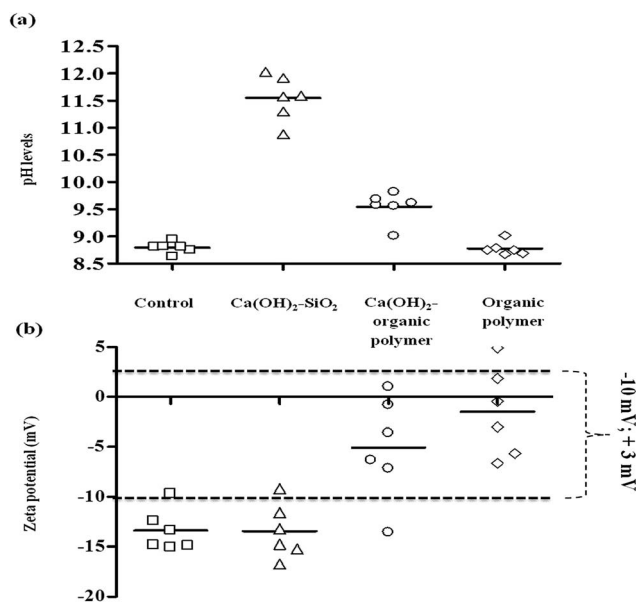 (a)
12.5
12.0
11.5
11.0
10.5
10.0
9.5
9.0
8.5
pH levels
Control
Ca(OH)₂-SiO₂
Ca(OH)₂-
organic
polymer
Organic
polymer
(b)
5
0
-5
-10
-15
-20
Zeta potential (mV)
-10 mV; + 3 mV